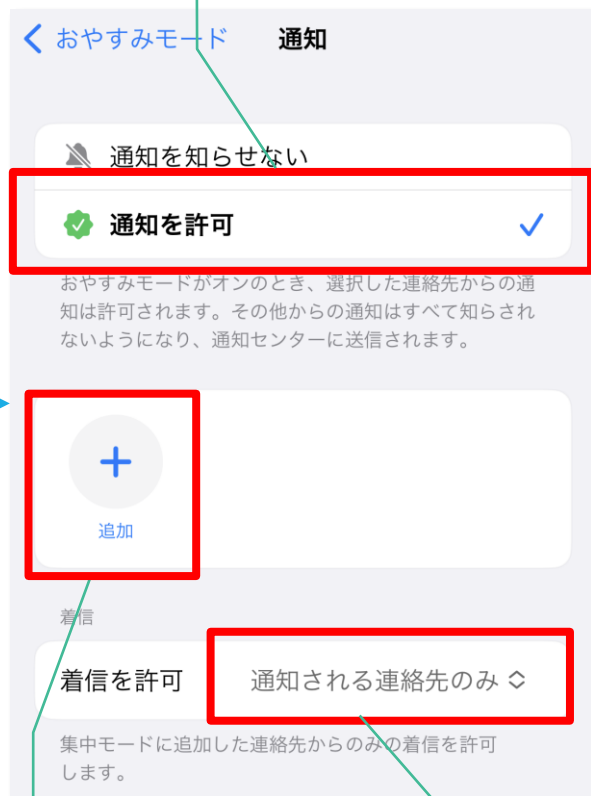 おやすみモード 通知
通知を知らせない
通知を許可
おやすみモードがオンのとき、選択した連絡先からの通
知は許可されます。その他からの通知はすべて知らされ
ないようになり、通知センターに送信されます。
追加
着信
着信を許可 通知される連絡先のみ
集中モードに追加した連絡先からのみの着信を許可
します。